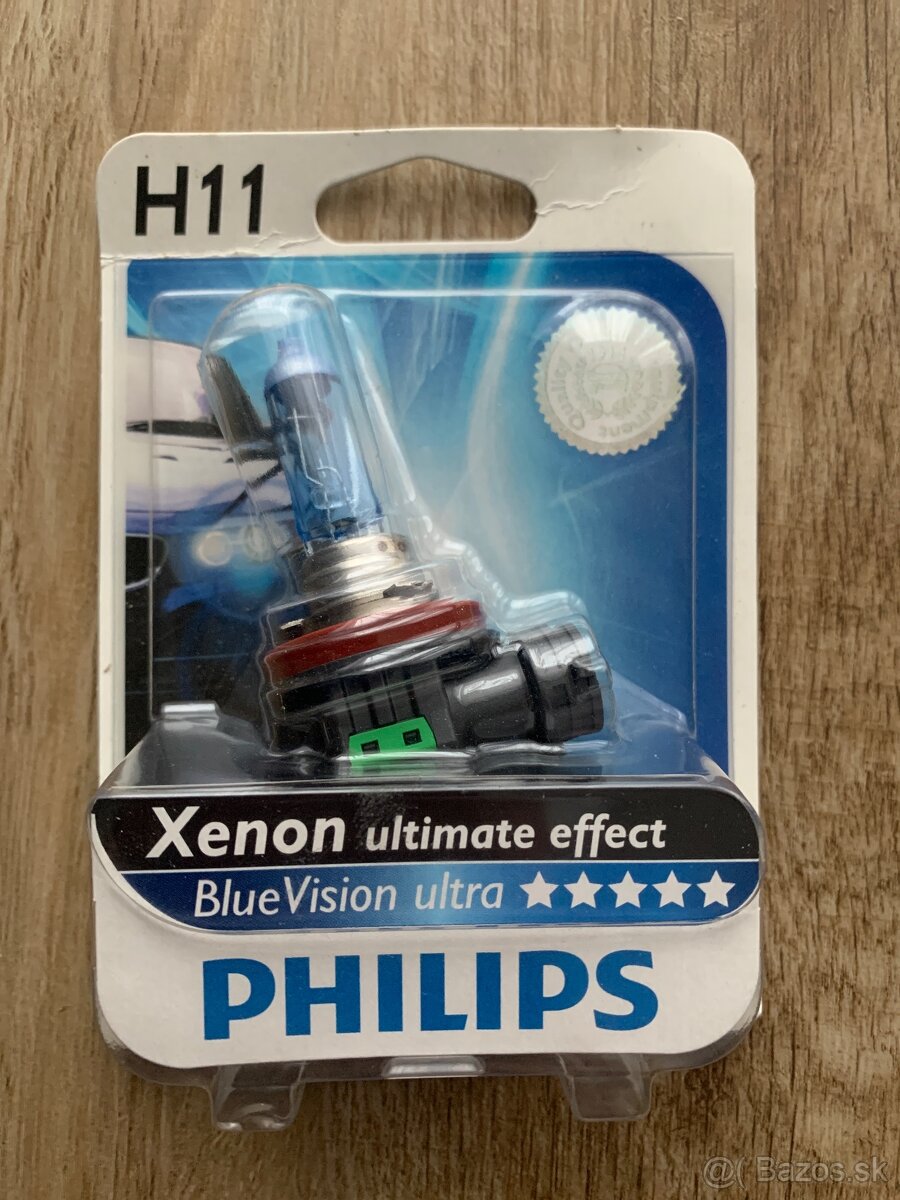 H11
Xenon ultimate effect
BlueVision ultra
PHILIPS
@( Bazos.sk